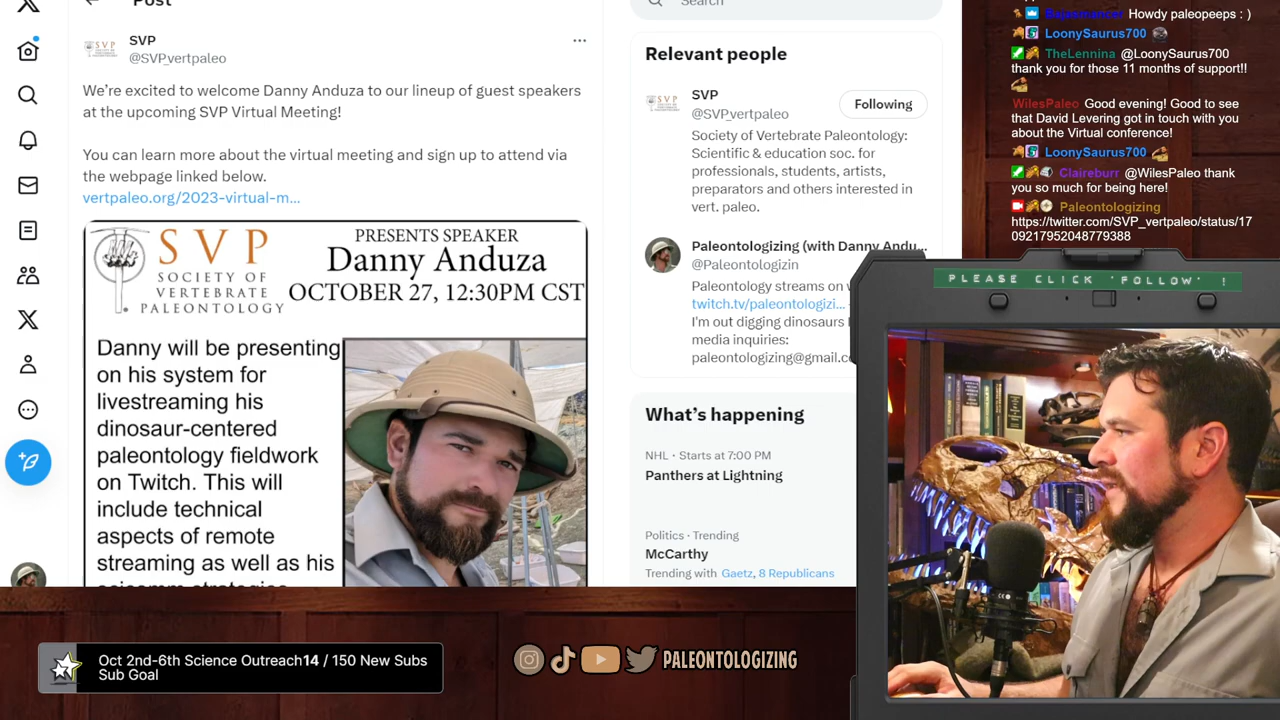 Post
SVP
@SVP_vertpaleo
We're excited to welcome Danny Anduza to our lineup of guest speakers
at the upcoming SVP Virtual Meeting!
You can learn more about the virtual meeting and sign up to attend via
the webpage linked below.
vertpaleo.org/2023-virtual-m...
SVP
SOCIETY OF
VERTEBRATE
PALEONTOLOGY
PRESENTS SPEAKER
Danny Anduza
OCTOBER 27, 12:30PM CST
Danny will be presenting
on his system for
livestreaming his
dinosaur-centered
paleontology fieldwork
on Twitch. This will
include technical
aspects of remote
streaming as well as his
Search
Relevant people
SVP
@SVP_vertpaleo
Following
Society of Vertebrate Paleontology:
Scientific & education soc. for
professionals, students, artists,
preparators and others interested in
vert. paleo.
Paleontologizing (with Danny Andu...
@Paleontologizin
Paleontology streams on
twitch.tv/paleontologizi...
I'm out digging dinosaurs
media inquiries:
paleontologizing@gmail.co
What's happening
NHL · Starts at 7:00 PM
Panthers at Lightning
Politics · Trending
McCarthy
Trending with Gaetz, 8 Republicans
Howdy paleopeeps : )
LoonySaurus700
TheLennina @LoonySaurus700
thank you for those 11 months of support!!
WilesPaleo Good evening! Good to see
that David Levering got in touch with you
about the Virtual conference!
LoonySaurus700
Claireburr @WilesPaleo thank
you so much for being here!
Paleontologizing
https://twitter.com/SVP_vertpaleo/status/17
09217952048779388
PLEASE CLICK 'FOLLOW' !
Oct 2nd-6th Science Outreach 14 / 150 New Subs
Sub Goal
PALEONTOLOGIZING